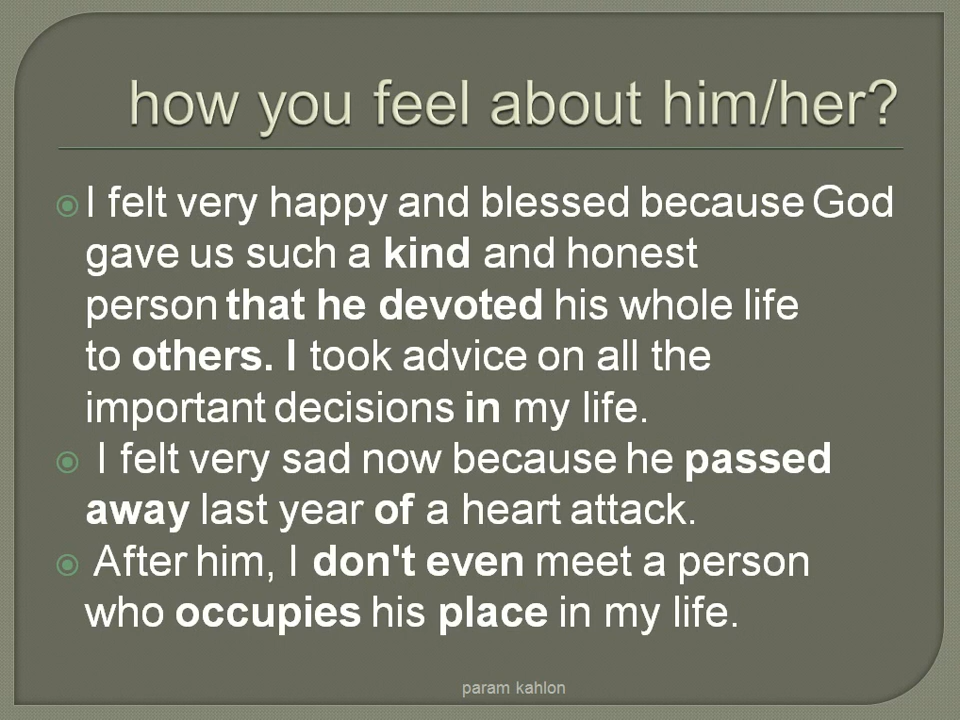 how you feel about him/her?
I felt very happy and blessed because God
gave us such a kind and honest
person that he devoted his whole life
to others. I took advice on all the
important decisions in my life.
I felt very sad now because he passed
away last year of a heart attack.
After him, I don't even meet a person
who occupies his place in my life.
param kahlon